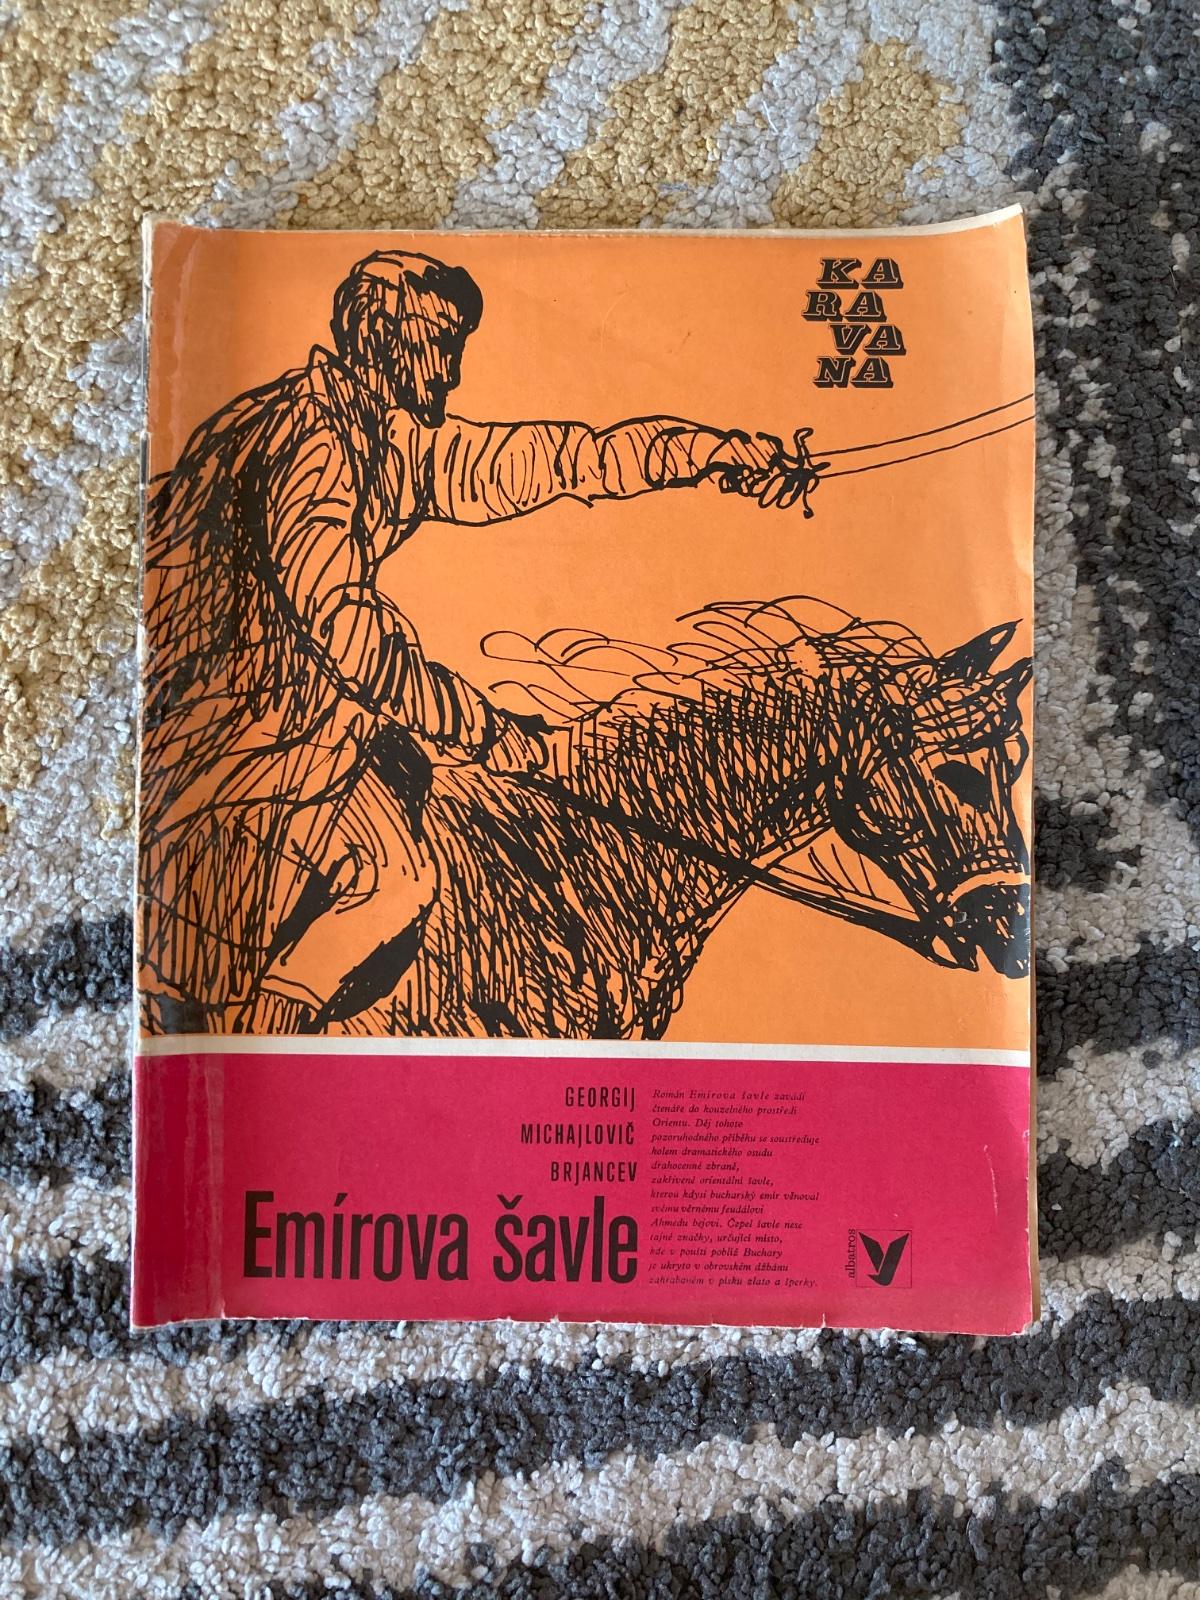 KA
RA
VA
NA
GEORGIJ
MICHAJLOVIČ
BRJANCEV
Emírova šavle
Román Emírova šavle zavádí
čtenáře do kouzelného prostředí
Orientu. Děj tohoto
pozoruhodného příběhu se soustřeďuje
kolem dramatického osudu
drahocenné zbraně,
zakřivené orientální šavle,
kterou kdysi bucharský emír věnoval
svému věrnému feudálovi
Ahmedu bejovi. Čepel šavle nese
tajné značky, určující místo,
kde v poušti poblíž Buchary
je ukryto v obrovském džbánu
zahrabaném v písku zlato a šperky.
albatros